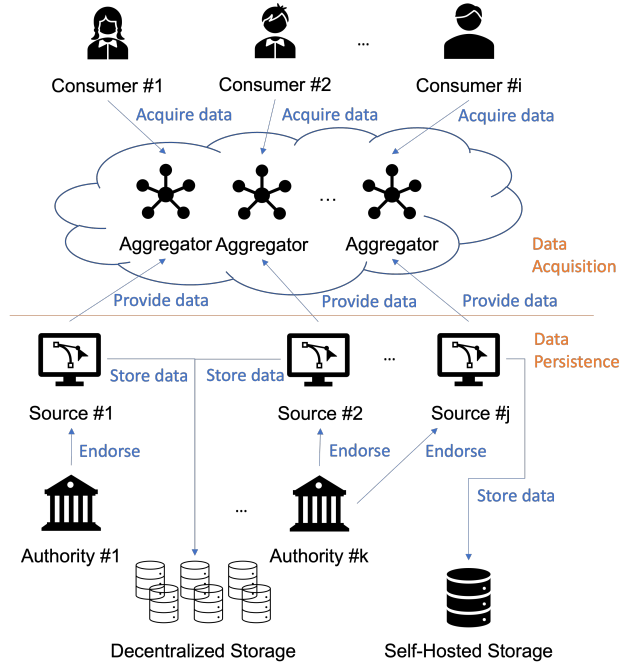 Consumer #1
Consumer #2
...
Consumer #i
Acquire data
Acquire data
Acquire data
...
Aggregator
Aggregator
Aggregator
Data
Acquisition
Provide data
Provide data
Provide data
Data
Persistence
...
Store data
Store data
Source #1
Source #2
Source #j
Endorse
Endorse
Endorse
Store data
...
Authority #1
Authority #k
Decentralized Storage
Self-Hosted Storage